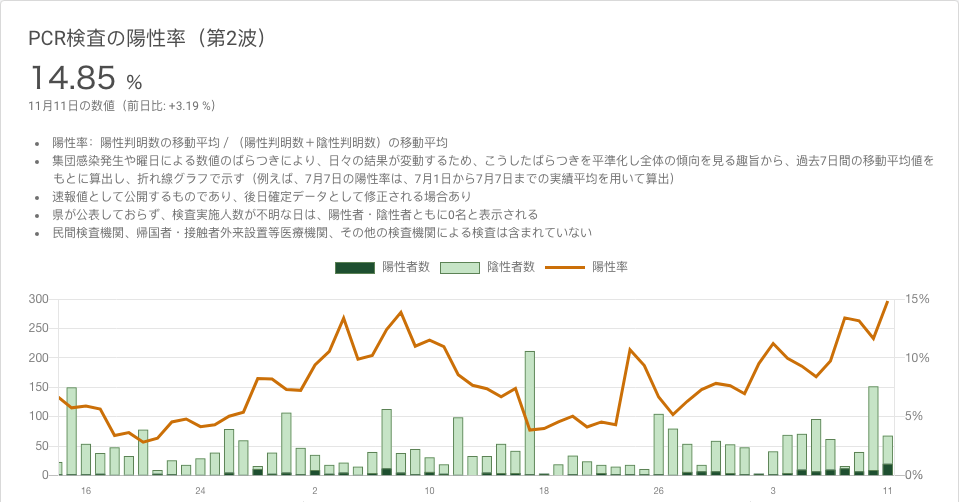 PCR検査の陽性率（第2波）
14.85 %
11月11日の数値（前日比: +3.19 %）
• 陽性率：陽性判明数の移動平均 / （陽性判明数＋陰性判明数）の移動平均
• 集団感染発生や曜日による数値のばらつきにより、日々の結果が変動するため、こうしたばらつきを平準化し全体の傾向を見る趣旨から、過去7日間の移動平均値を
もとに算出し、折れ線グラフで示す（例えば、7月7日の陽性率は、7月1日から7月7日までの実績平均を用いて算出）
• 速報値として公開するものであり、後日確定データとして修正される場合あり
• 県が公表しておらず、検査実施人数が不明な日は、陽性者・陰性者ともに0名と表示される
• 民間検査機関、帰国者・接触者外来設置等医療機関、その他の検査機関による検査は含まれていない
陽性者数 陰性者数 陽性率
300 15%
250
200 10%
150
100 5%
50
0 0%
16 24 2 10 18 26 3 11